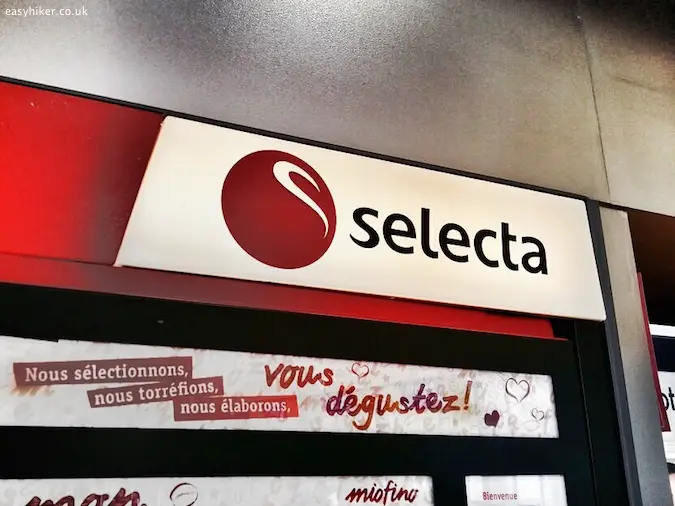 easyhiker.co.uk
selecta
Nous sélectionnons,
nous torréfions,
nous élaborons,
vous
dégustez!
miofino
Bienvenue